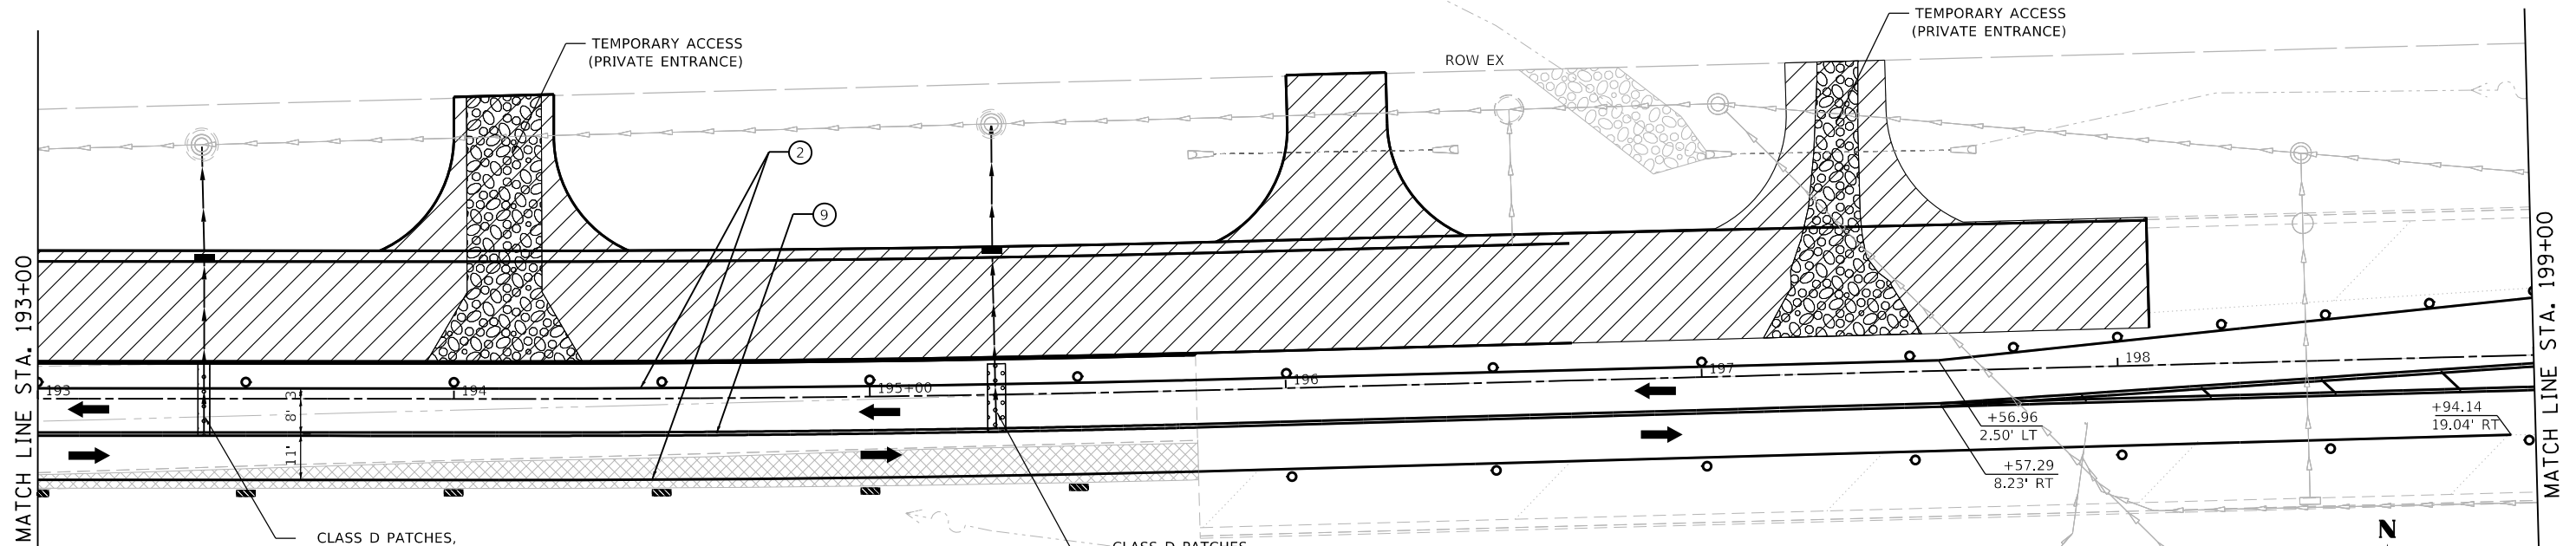 TEMPORARY ACCESS
(PRIVATE ENTRANCE)
TEMPORARY ACCESS
(PRIVATE ENTRANCE)
ROW EX
2
9
MATCH LINE STA. 193+00
MATCH LINE STA. 199+00
193
194
195+00
196
197
198
8' 3
11'
+56.96
2.50' LT
+57.29
8.23' RT
+94.14
19.04' RT
N
CLASS D PATCHES,
CLASS D PATCHES